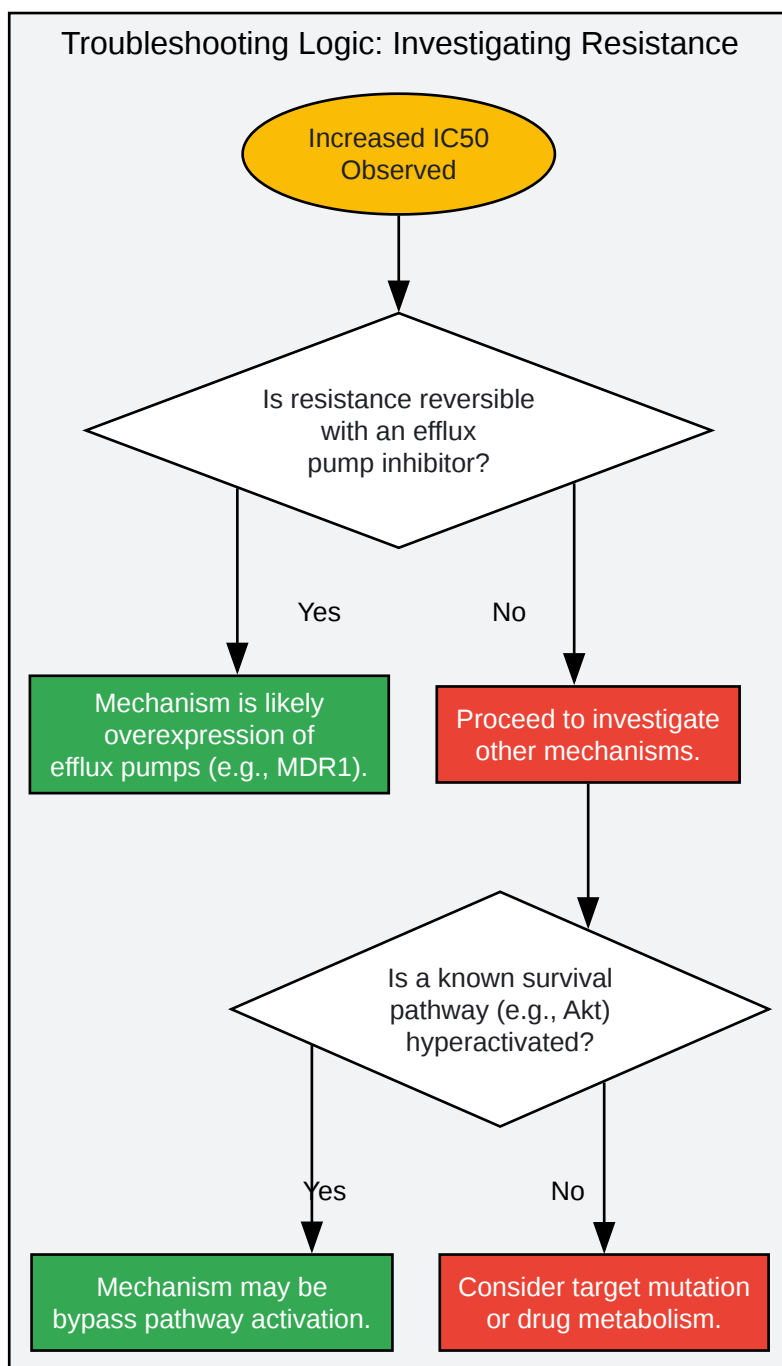 Troubleshooting Logic: Investigating Resistance
Increased IC50
Observed
Is resistance reversible
with an efflux
pump inhibitor?
Yes
No
Mechanism is likely
overexpression of
efflux pumps (e.g., MDR1).
Proceed to investigate
other mechanisms.
Is a known survival
pathway (e.g., Akt)
hyperactivated?
Yes
No
Mechanism may be
bypass pathway activation.
Consider target mutation
or drug metabolism.